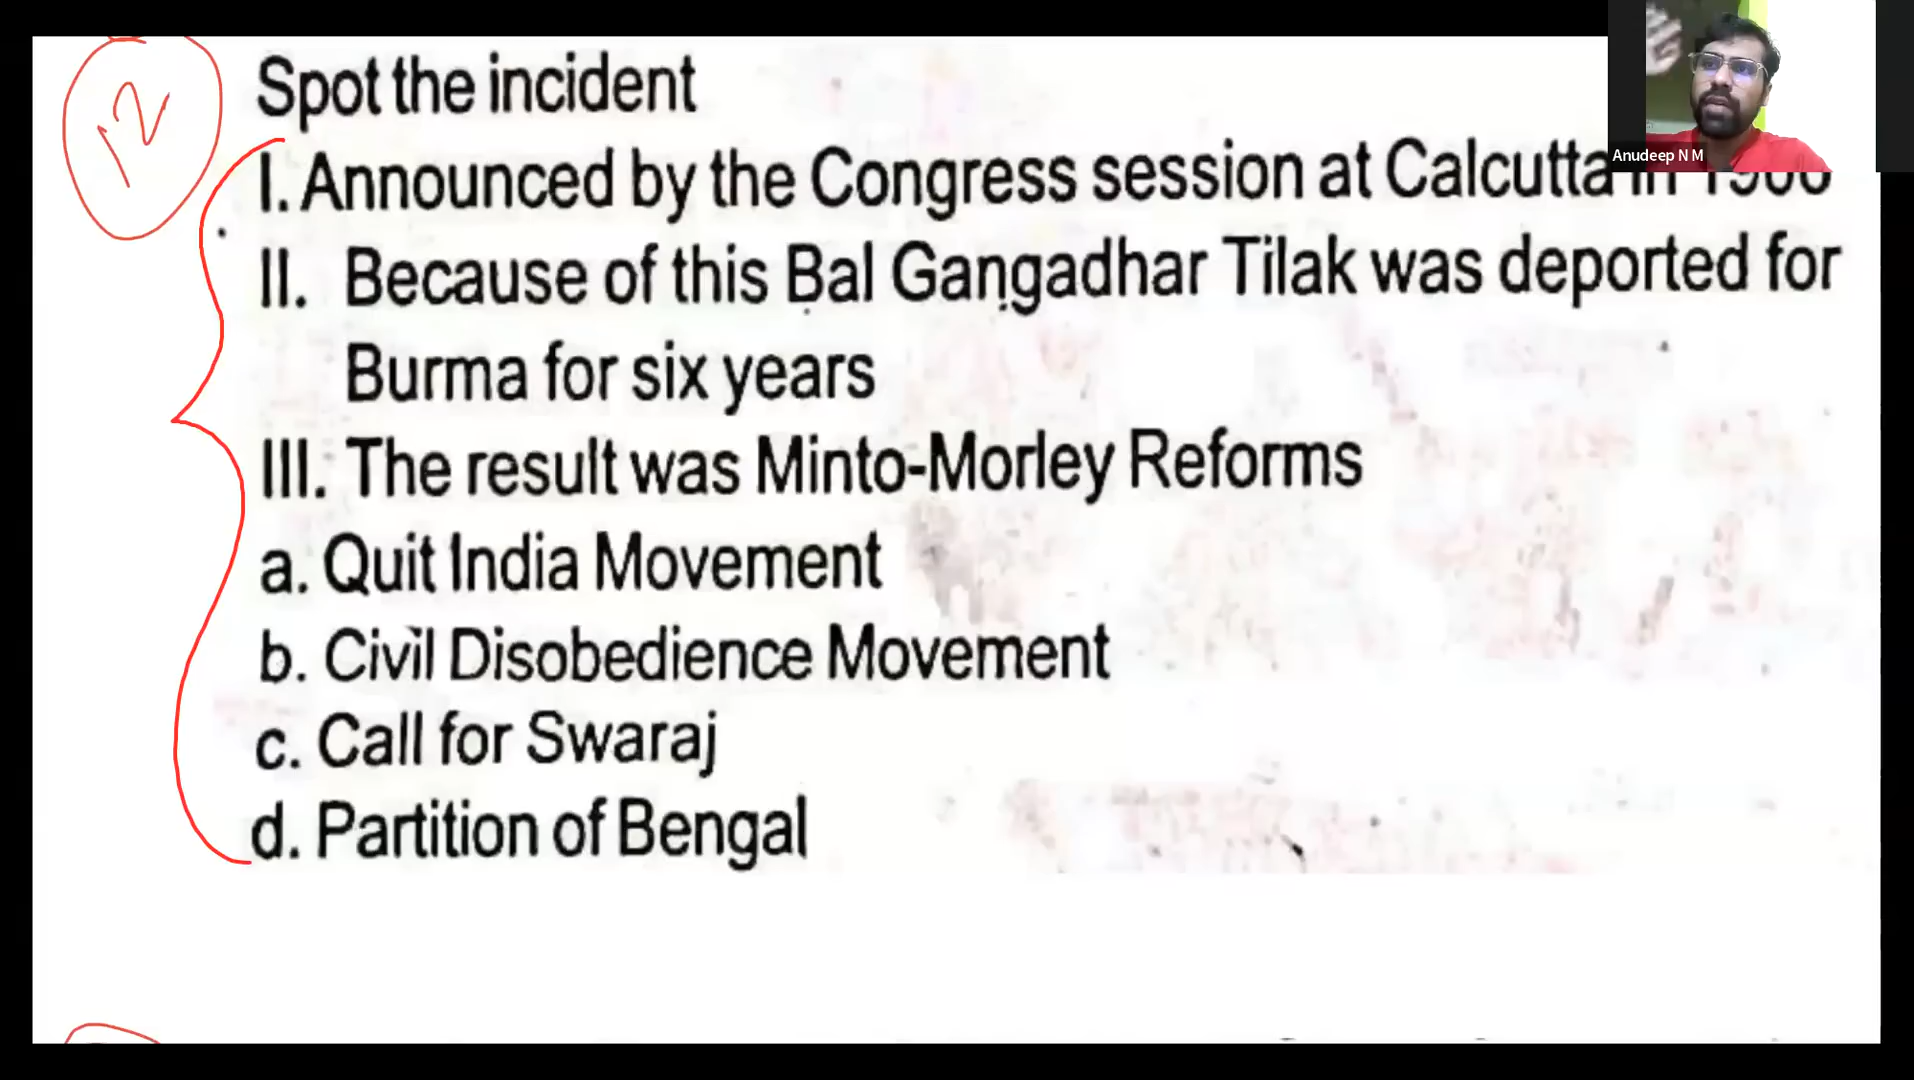 12
Spot the incident
Anudeep N M
I. Announced by the Congress session at Calcutta in 1906
II. Because of this Bal Gangadhar Tilak was deported for
Burma for six years
III. The result was Minto-Morley Reforms
a. Quit India Movement
b. Civil Disobedience Movement
c. Call for Swaraj
d. Partition of Bengal